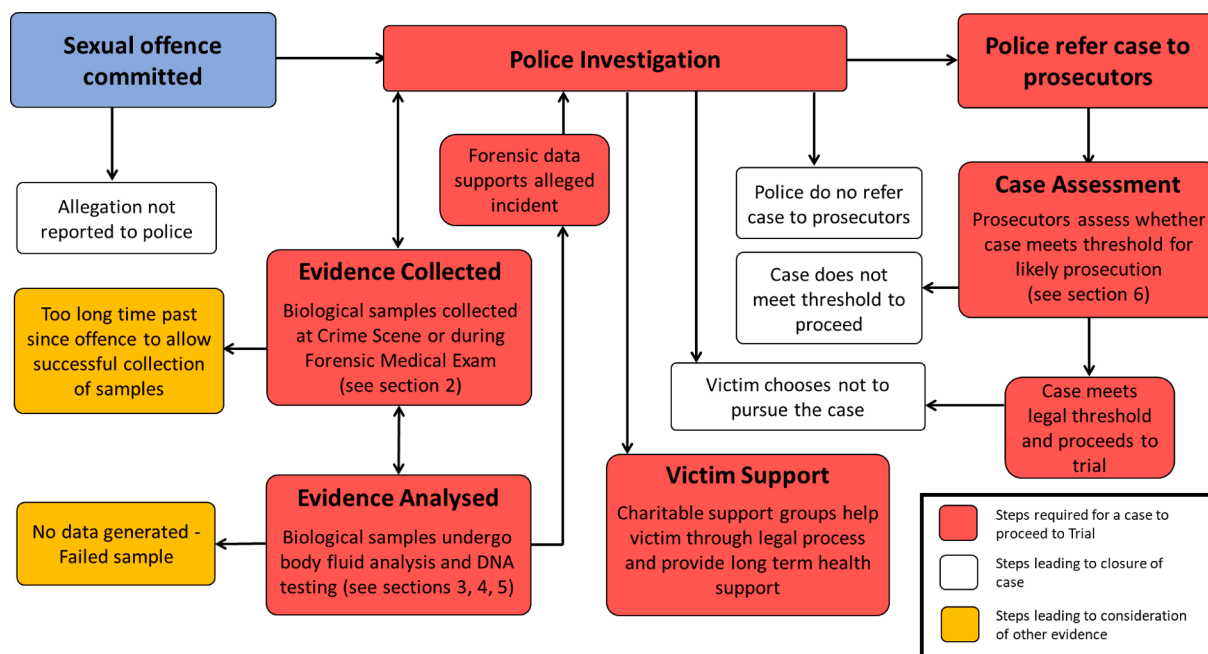 Sexual offence
committed
Police Investigation
Police refer case to
prosecutors
Allegation not
reported to police
Forensic data
supports alleged
incident
Police do no refer
case to prosecutors
Case Assessment
Prosecutors assess whether
case meets threshold for
likely prosecution
(see section 6)
Evidence Collected
Biological samples collected
at Crime Scene or during
Forensic Medical Exam
(see section 2)
Too long time past
since offence to allow
successful collection
of samples
Case does not
meet threshold to
proceed
Victim chooses not to
pursue the case
Case meets
legal threshold
and proceeds to
trial
Evidence Analysed
Biological samples undergo
body fluid analysis and DNA
testing (see sections 3, 4, 5)
No data generated -
Failed sample
Victim Support
Charitable support groups help
victim through legal process
and provide long term health
support
Steps required for a case to
proceed to Trial
Steps leading to closure of
case
Steps leading to consideration
of other evidence